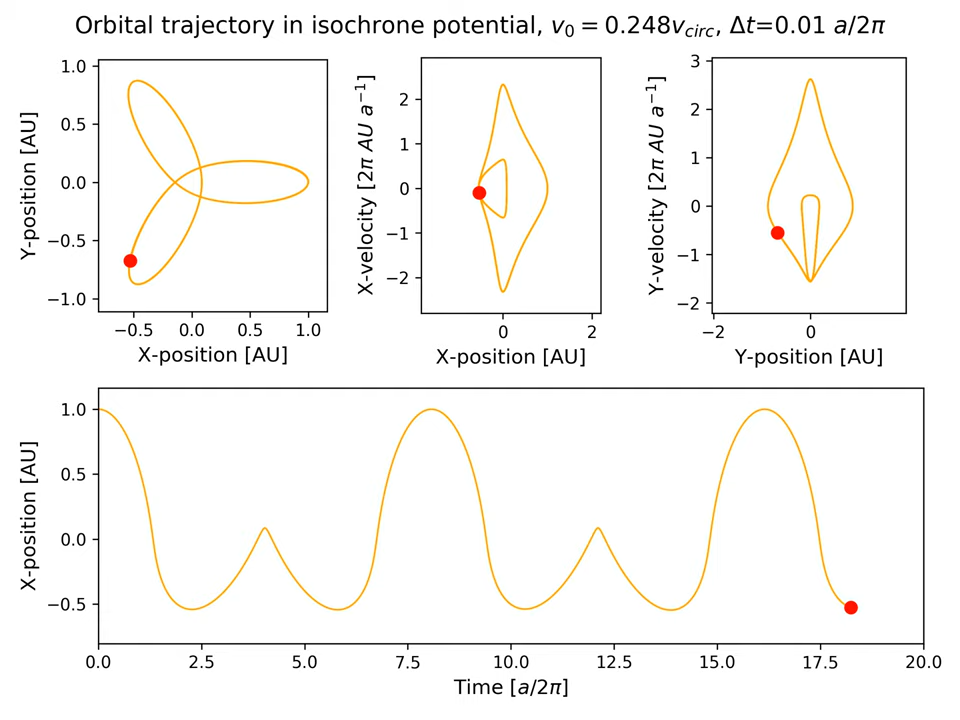 Orbital trajectory in isochrone potential, v₀ = 0.248v_circ, Δt=0.01 a/2π
1.0
0.5
0.0
−0.5
−1.0
Y-position [AU]
−0.5 0.0 0.5 1.0
X-position [AU]
2
1
0
−1
−2
X-velocity [2π AU a⁻¹]
0 2
X-position [AU]
3
2
1
0
−1
−2
Y-velocity [2π AU a⁻¹]
−2 0
Y-position [AU]
1.0
0.5
0.0
−0.5
X-position [AU]
0.0 2.5 5.0 7.5 10.0 12.5 15.0 17.5 20.0
Time [a/2π]